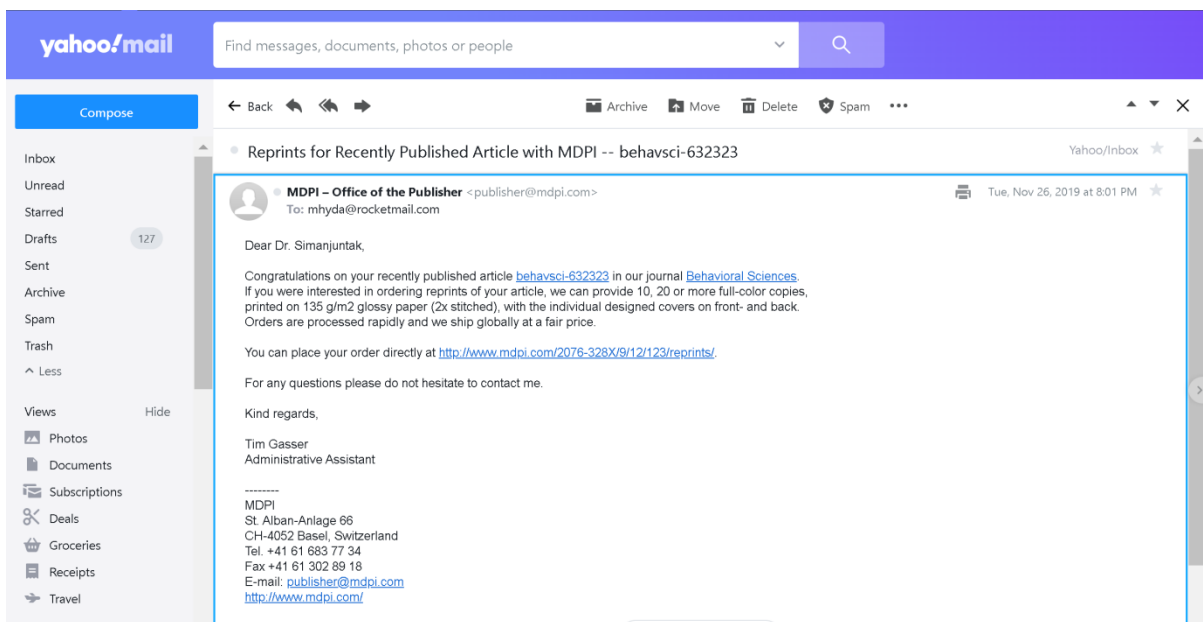 yahoo!mail
Find messages, documents, photos or people
Compose
Back
Archive
Move
Delete
Spam
Inbox
Unread
Starred
Drafts 127
Sent
Archive
Spam
Trash
Less
Views Hide
Photos
Documents
Subscriptions
Deals
Groceries
Receipts
Travel
Reprints for Recently Published Article with MDPI -- behavsci-632323
Yahoo/Inbox
MDPI – Office of the Publisher <publisher@mdpi.com>
Tue, Nov 26, 2019 at 8:01 PM
To: mhyda@rocketmail.com
Dear Dr. Simanjuntak,
Congratulations on your recently published article behavsci-632323 in our journal Behavioral Sciences.
If you were interested in ordering reprints of your article, we can provide 10, 20 or more full-color copies,
printed on 135 g/m2 glossy paper (2x stitched), with the individual designed covers on front- and back.
Orders are processed rapidly and we ship globally at a fair price.
You can place your order directly at http://www.mdpi.com/2076-328X/9/12/123/reprints/.
For any questions please do not hesitate to contact me.
Kind regards,
Tim Gasser
Administrative Assistant
--------
MDPI
St. Alban-Anlage 66
CH-4052 Basel, Switzerland
Tel. +41 61 683 77 34
Fax +41 61 302 89 18
E-mail: publisher@mdpi.com
http://www.mdpi.com/